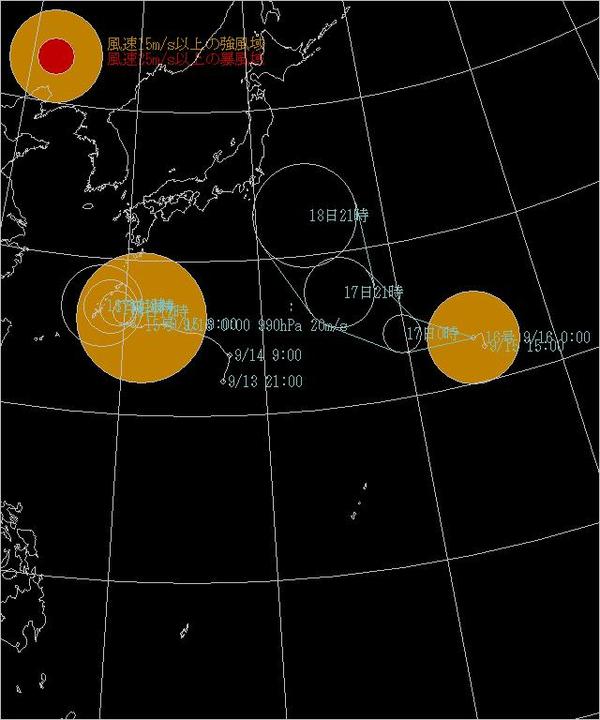 風速15m/s以上の強風域
風速25m/s以上の暴風域
18日21時
17日21時
17日0時
16号 9/16 0:00
9/15 15:00
990hPa 20m/s
9/14 9:00
9/13 21:00